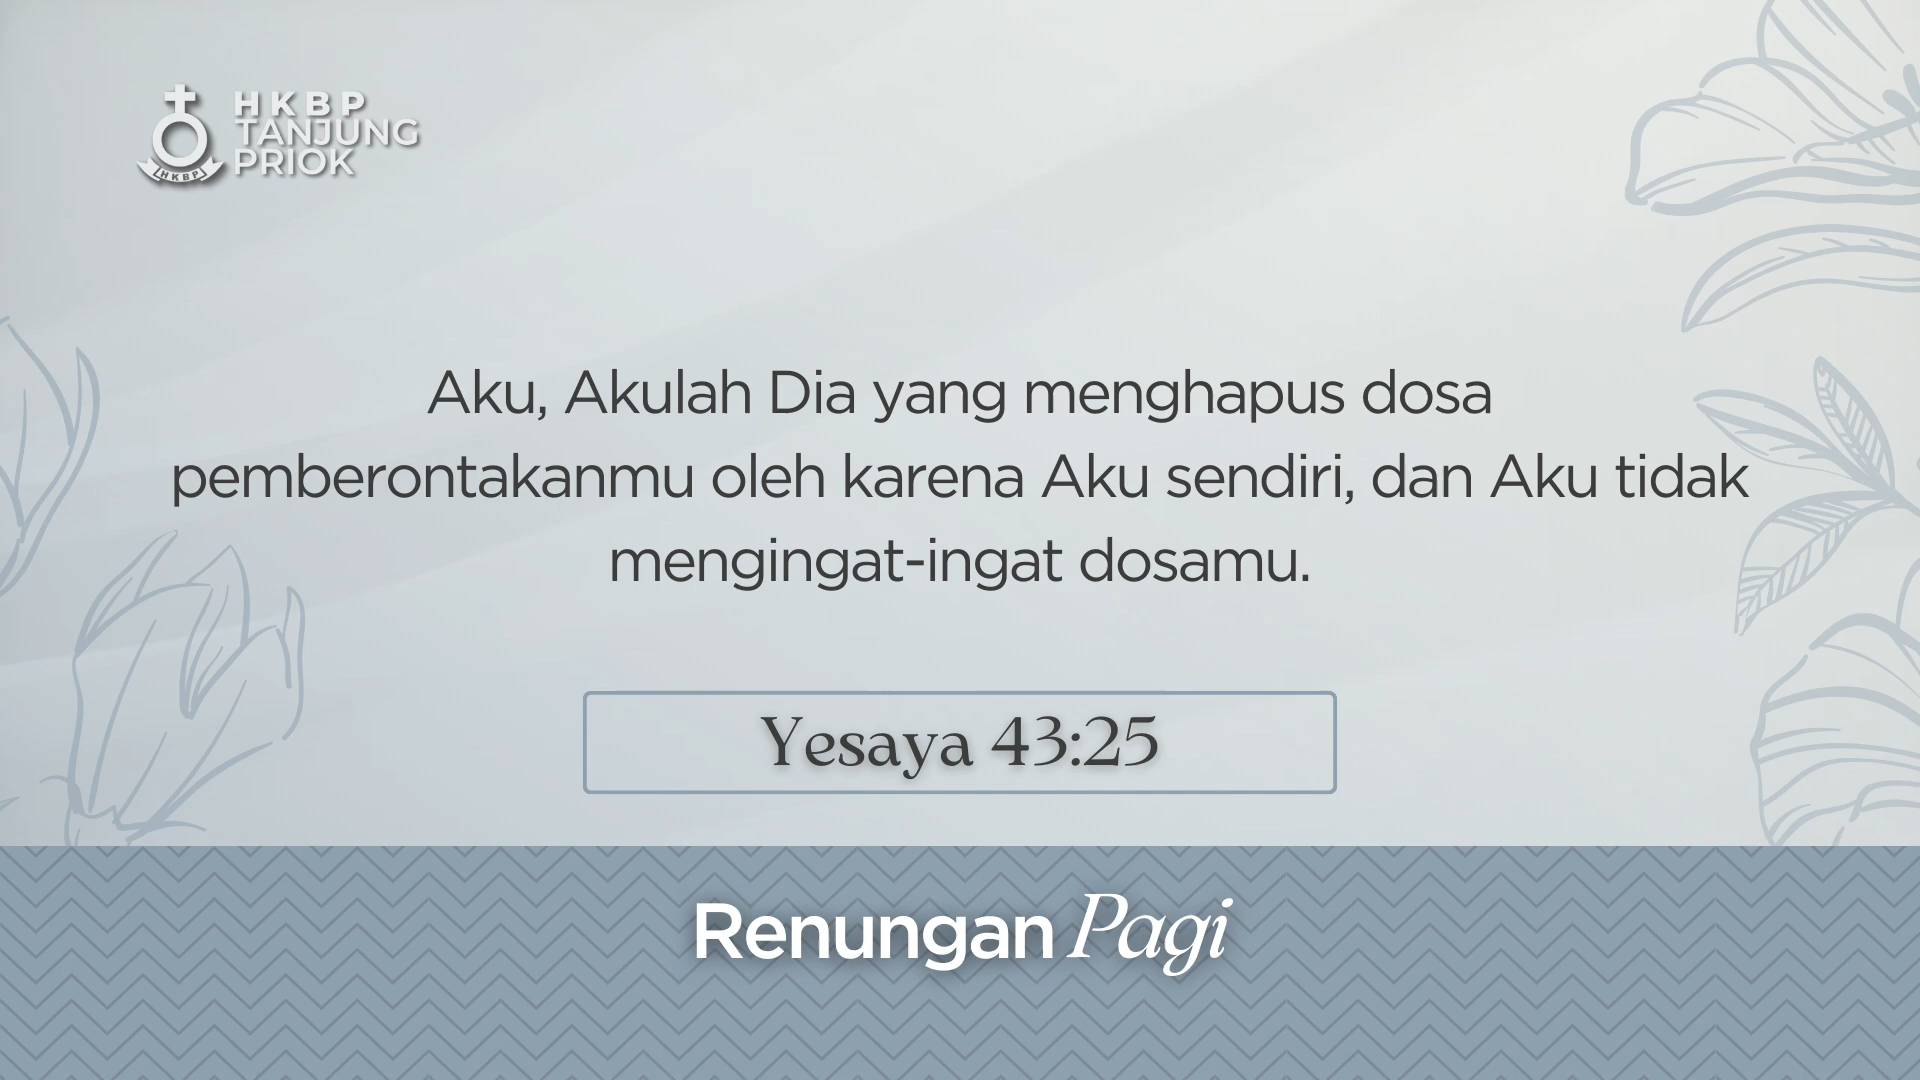 HKBP
TANJUNG
PRIOK
HKBP
Aku, Akulah Dia yang menghapus dosa
pemberontakanmu oleh karena Aku sendiri, dan Aku tidak
mengingat-ingat dosamu.
Yesaya 43:25
Renungan Pagi